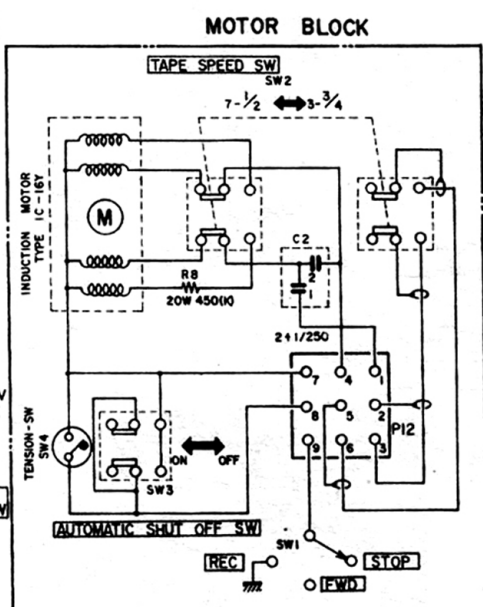 MOTOR BLOCK
TAPE SPEED SW
SW2
7-1/2 3-3/4
INDUCTION MOTOR
TYPE IC-16Y
M
C2
2
1
R8
20W 450(K)
2+1/250
7 4 1
8 5 2
P12
9 6 3
TENSION-SW
SW4
ON OFF
SW3
AUTOMATIC SHUT OFF SW
SW1
REC
STOP
FWD
V
V